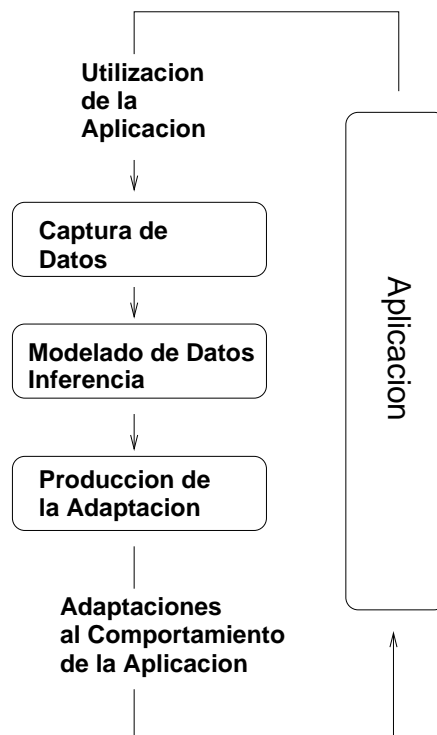 Utilizacion
de la
Aplicacion
Captura de
Datos
Modelado de Datos
Inferencia
Produccion de
la Adaptacion
Adaptaciones
al Comportamiento
de la Aplicacion
Aplicacion